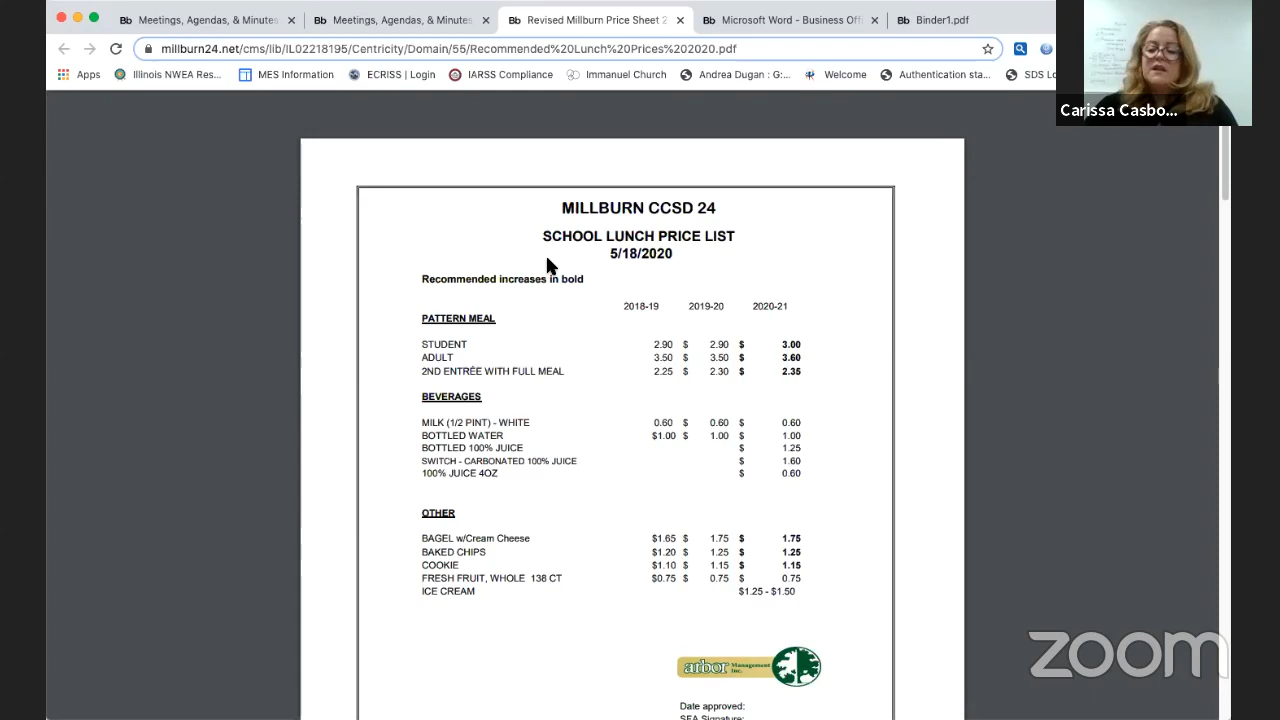 Meetings, Agendas, & Minutes
Meetings, Agendas, & Minutes
Revised Millburn Price Sheet 2
Microsoft Word - Business Offi
Binder1.pdf
millburn24.net/cms/lib/IL02218195/Centricity/Domain/55/Recommended%20Lunch%20Prices%202020.pdf
Apps Illinois NWEA Res... MES Information ECRISS Login IARSS Compliance Immanuel Church Andrea Dugan : G:... Welcome Authentication sta... SDS Lo
Carissa Casbo...
MILLBURN CCSD 24
SCHOOL LUNCH PRICE LIST
5/18/2020
Recommended increases in bold
2018-19 2019-20 2020-21
PATTERN MEAL
STUDENT 2.90 $ 2.90 $ 3.00
ADULT 3.50 $ 3.50 $ 3.60
2ND ENTRÉE WITH FULL MEAL 2.25 $ 2.30 $ 2.35
BEVERAGES
MILK (1/2 PINT) - WHITE 0.60 $ 0.60 $ 0.60
BOTTLED WATER $1.00 $ 1.00 $ 1.00
BOTTLED 100% JUICE $ 1.25
SWITCH - CARBONATED 100% JUICE $ 1.60
100% JUICE 4OZ $ 0.60
OTHER
BAGEL w/Cream Cheese $1.65 $ 1.75 $ 1.75
BAKED CHIPS $1.20 $ 1.25 $ 1.25
COOKIE $1.10 $ 1.15 $ 1.15
FRESH FRUIT, WHOLE 138 CT $0.75 $ 0.75 $ 0.75
ICE CREAM $1.25 - $1.50
arbor Management Inc.
zoom
Date approved:
SFA Signature: